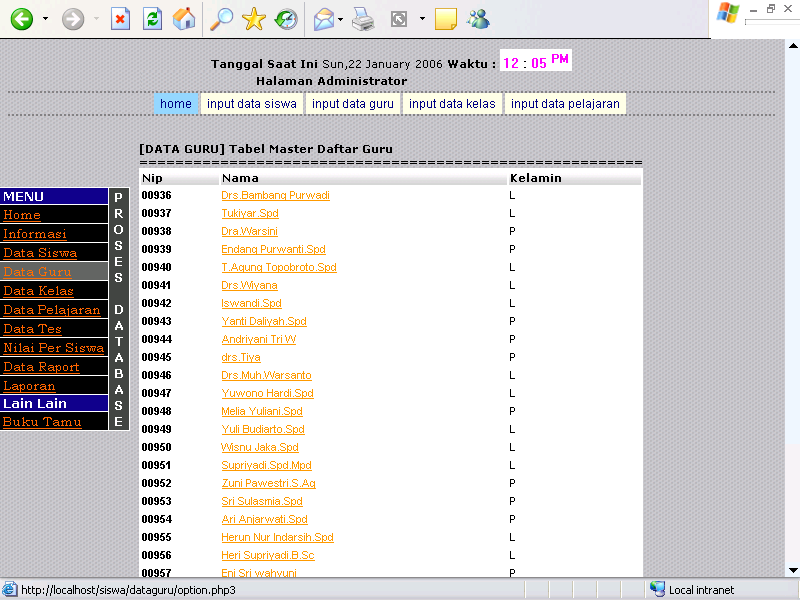 Tanggal Saat Ini Sun,22 January 2006 Waktu : 12 : 05 PM
Halaman Administrator
home input data siswa input data guru input data kelas input data pelajaran
[DATA GURU] Tabel Master Daftar Guru
Nip Nama Kelamin
00936 Drs.Bambang Purwadi L
00937 Tukiyar.Spd L
00938 Dra.Warsini P
00939 Endang Purwanti.Spd P
00940 T.Agung Topobroto.Spd L
00941 Drs.Wiyana L
00942 Iswandi.Spd L
00943 Yanti Daliyah.Spd P
00944 Andriyani Tri W P
00945 drs.Tiya P
00946 Drs.Muh.Warsanto L
00947 Yuwono Hardi.Spd L
00948 Melia Yuliani.Spd P
00949 Yuli Budiarto.Spd L
00950 Wisnu Jaka.Spd L
00951 Supriyadi.Spd.Mpd L
00952 Zuni Pawestri.S.Ag P
00953 Sri Sulasmia.Spd P
00954 Ari Anjarwati.Spd P
00955 Herun Nur Indarsih.Spd L
00956 Heri Supriyadi.B.Sc L
00957 Eni Sri wahyuni P
MENU
Home
Informasi
Data Siswa
Data Guru
Data Kelas
Data Pelajaran
Data Tes
Nilai Per Siswa
Data Raport
Laporan
Lain Lain
Buku Tamu
PROSES DATABASE
http://localhost/siswa/dataguru/option.php3 Local intranet